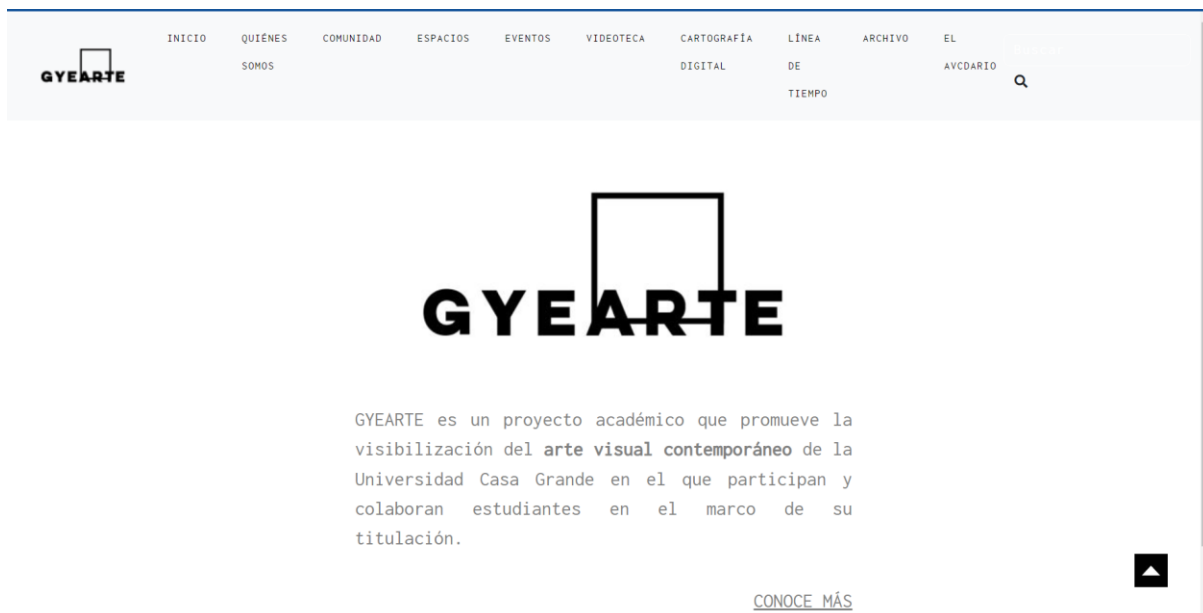 GYEARTE
INICIO
QUIÉNES SOMOS
COMUNIDAD
ESPACIOS
EVENTOS
VIDEOTECA
CARTOGRAFÍA DIGITAL
LÍNEA DE TIEMPO
ARCHIVO
EL AVCDARIO
GYEARTE
GYEARTE es un proyecto académico que promueve la
visibilización del arte visual contemporáneo de la
Universidad Casa Grande en el que participan y
colaboran estudiantes en el marco de su
titulación.
CONOCE MÁS